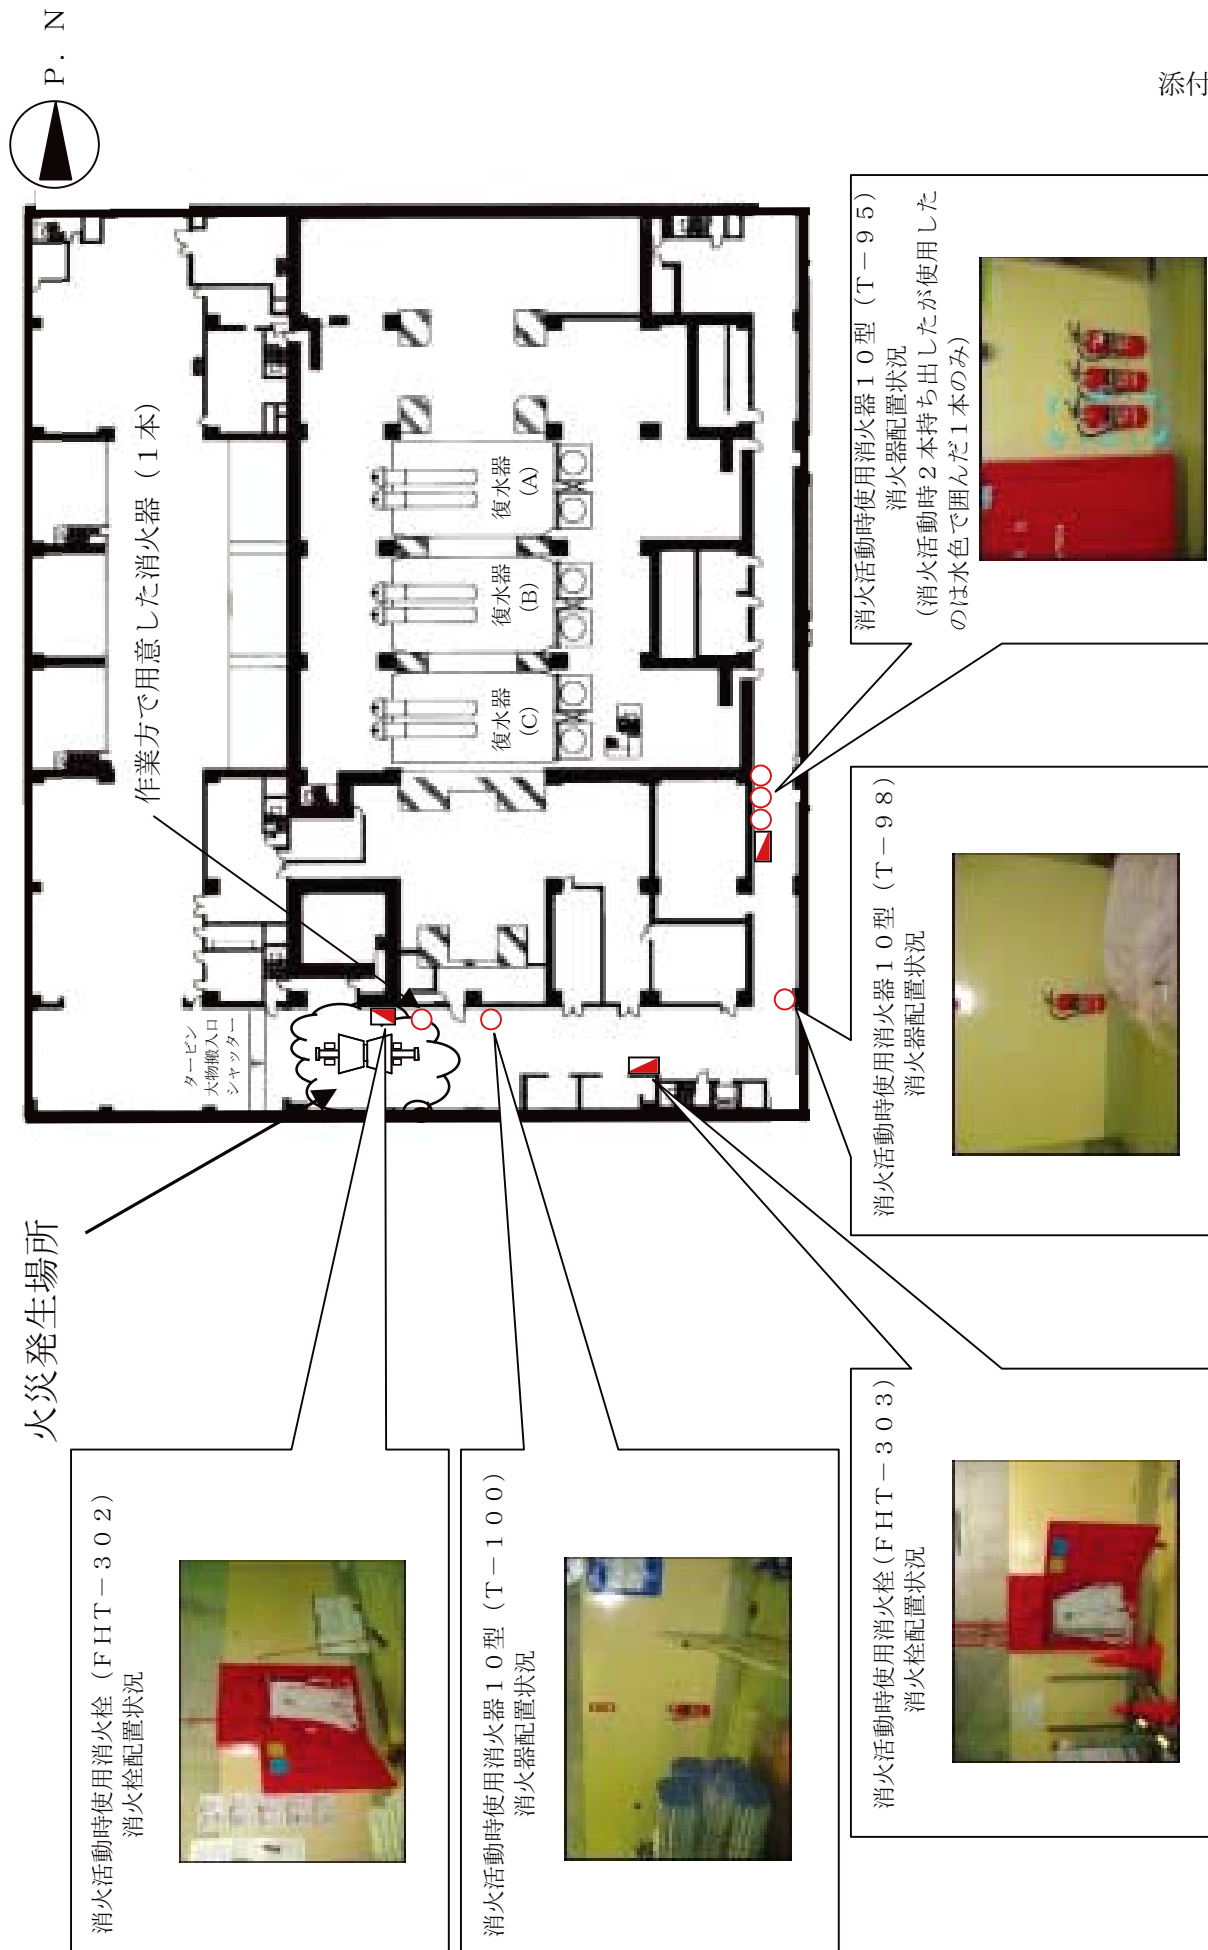 Ｐ．Ｎ
添付
火災発生場所
作業方で用意した消火器（１本）
タービン
大物搬入口
シャッター
復水器
(A)
復水器
(B)
復水器
(C)
消火活動時使用消火栓（ＦＨＴ－３０２）
消火栓配置状況
消火活動時使用消火器１０型（Ｔ－１００）
消火器配置状況
消火活動時使用消火栓（ＦＨＴ－３０３）
消火栓配置状況
消火活動時使用消火器１０型（Ｔ－９８）
消火器配置状況
消火活動時使用消火器１０型（Ｔ－９５）
消火器配置状況
（消火活動時２本持ち出したが使用した
のは水色で囲んだ１本のみ）